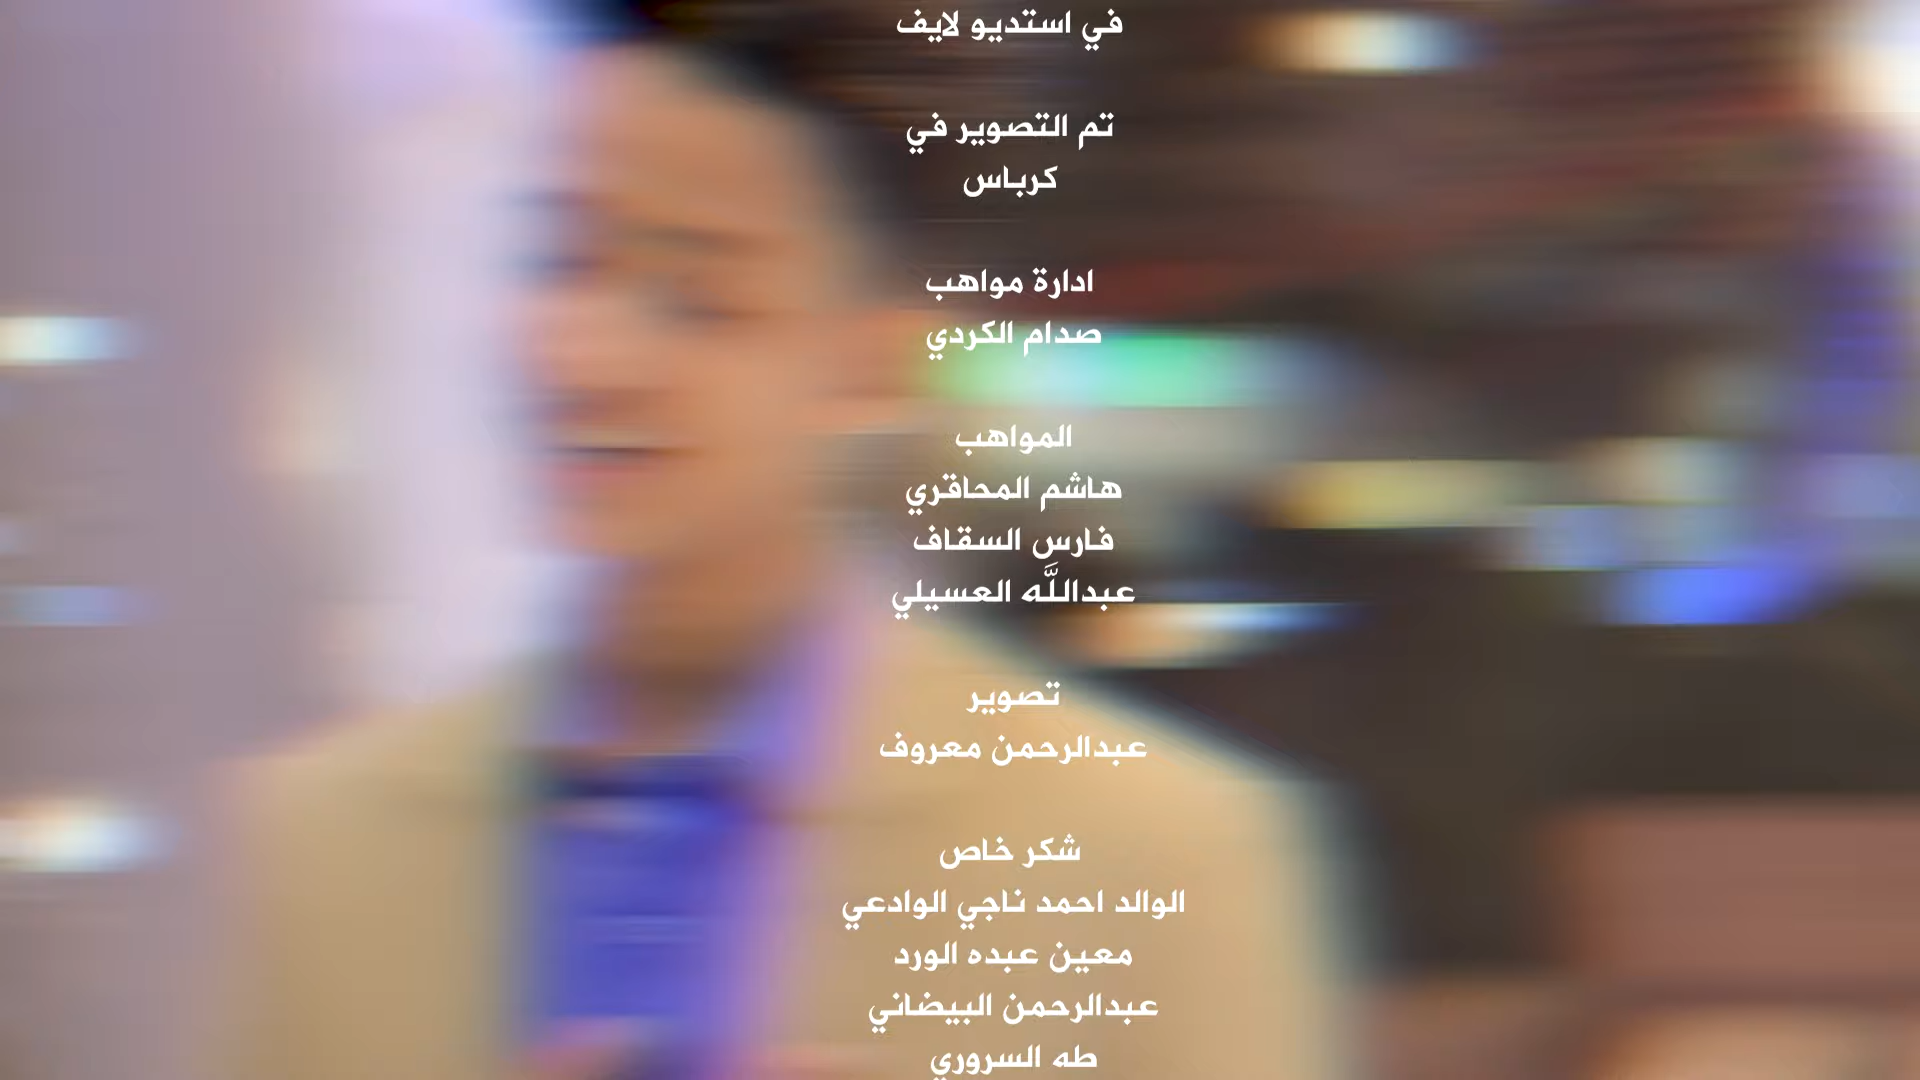 في استديو لايف
تم التصوير في
كرباس
ادارة مواهب
صدام الكردي
المواهب
هاشم المحاقري
فارس السقاف
عبداللَّه العسيلي
تصوير
عبدالرحمن معروف
شكر خاص
الوالد احمد ناجي الوادعي
معين عبده الورد
عبدالرحمن البيضاني
طه السروري